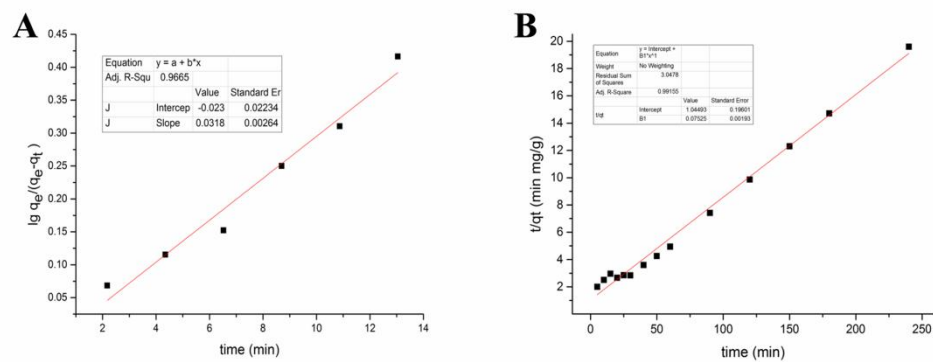 A
0.45
0.40
0.35
0.30
0.25
0.20
0.15
0.10
0.05
lg qₑ/(qₑ-qₜ)
Equation y = a + b*x
Adj. R-Squ 0.9665
Value Standard Er
J Intercep -0.023 0.02234
J Slope 0.0318 0.00264
2 4 6 8 10 12 14
time (min)
B
20
18
16
14
12
10
8
6
4
2
t/qt (min mg/g)
Equation y = Intercept + B1*x^1
Weight No Weighting
Residual Sum of Squares 3.0478
Adj. R-Square 0.99155
Value Standard Error
t/qt Intercept 1.04493 0.19601
B1 0.07525 0.00193
0 50 100 150 200 250
time (min)